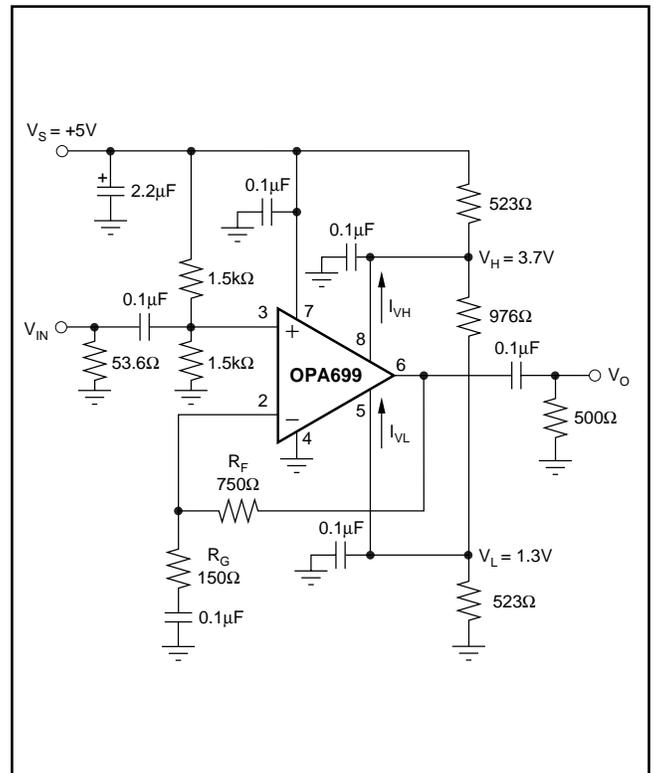 V_S = +5V
+
2.2µF
0.1µF
523Ω
0.1µF
V_H = 3.7V
1.5kΩ
I_VH
976Ω
0.1µF
3
7
8
V_IN
+
6
0.1µF
V_O
53.6Ω
1.5kΩ
OPA699
2
−
5
500Ω
4
I_VL
R_F
750Ω
0.1µF
R_G
150Ω
V_L = 1.3V
0.1µF
523Ω